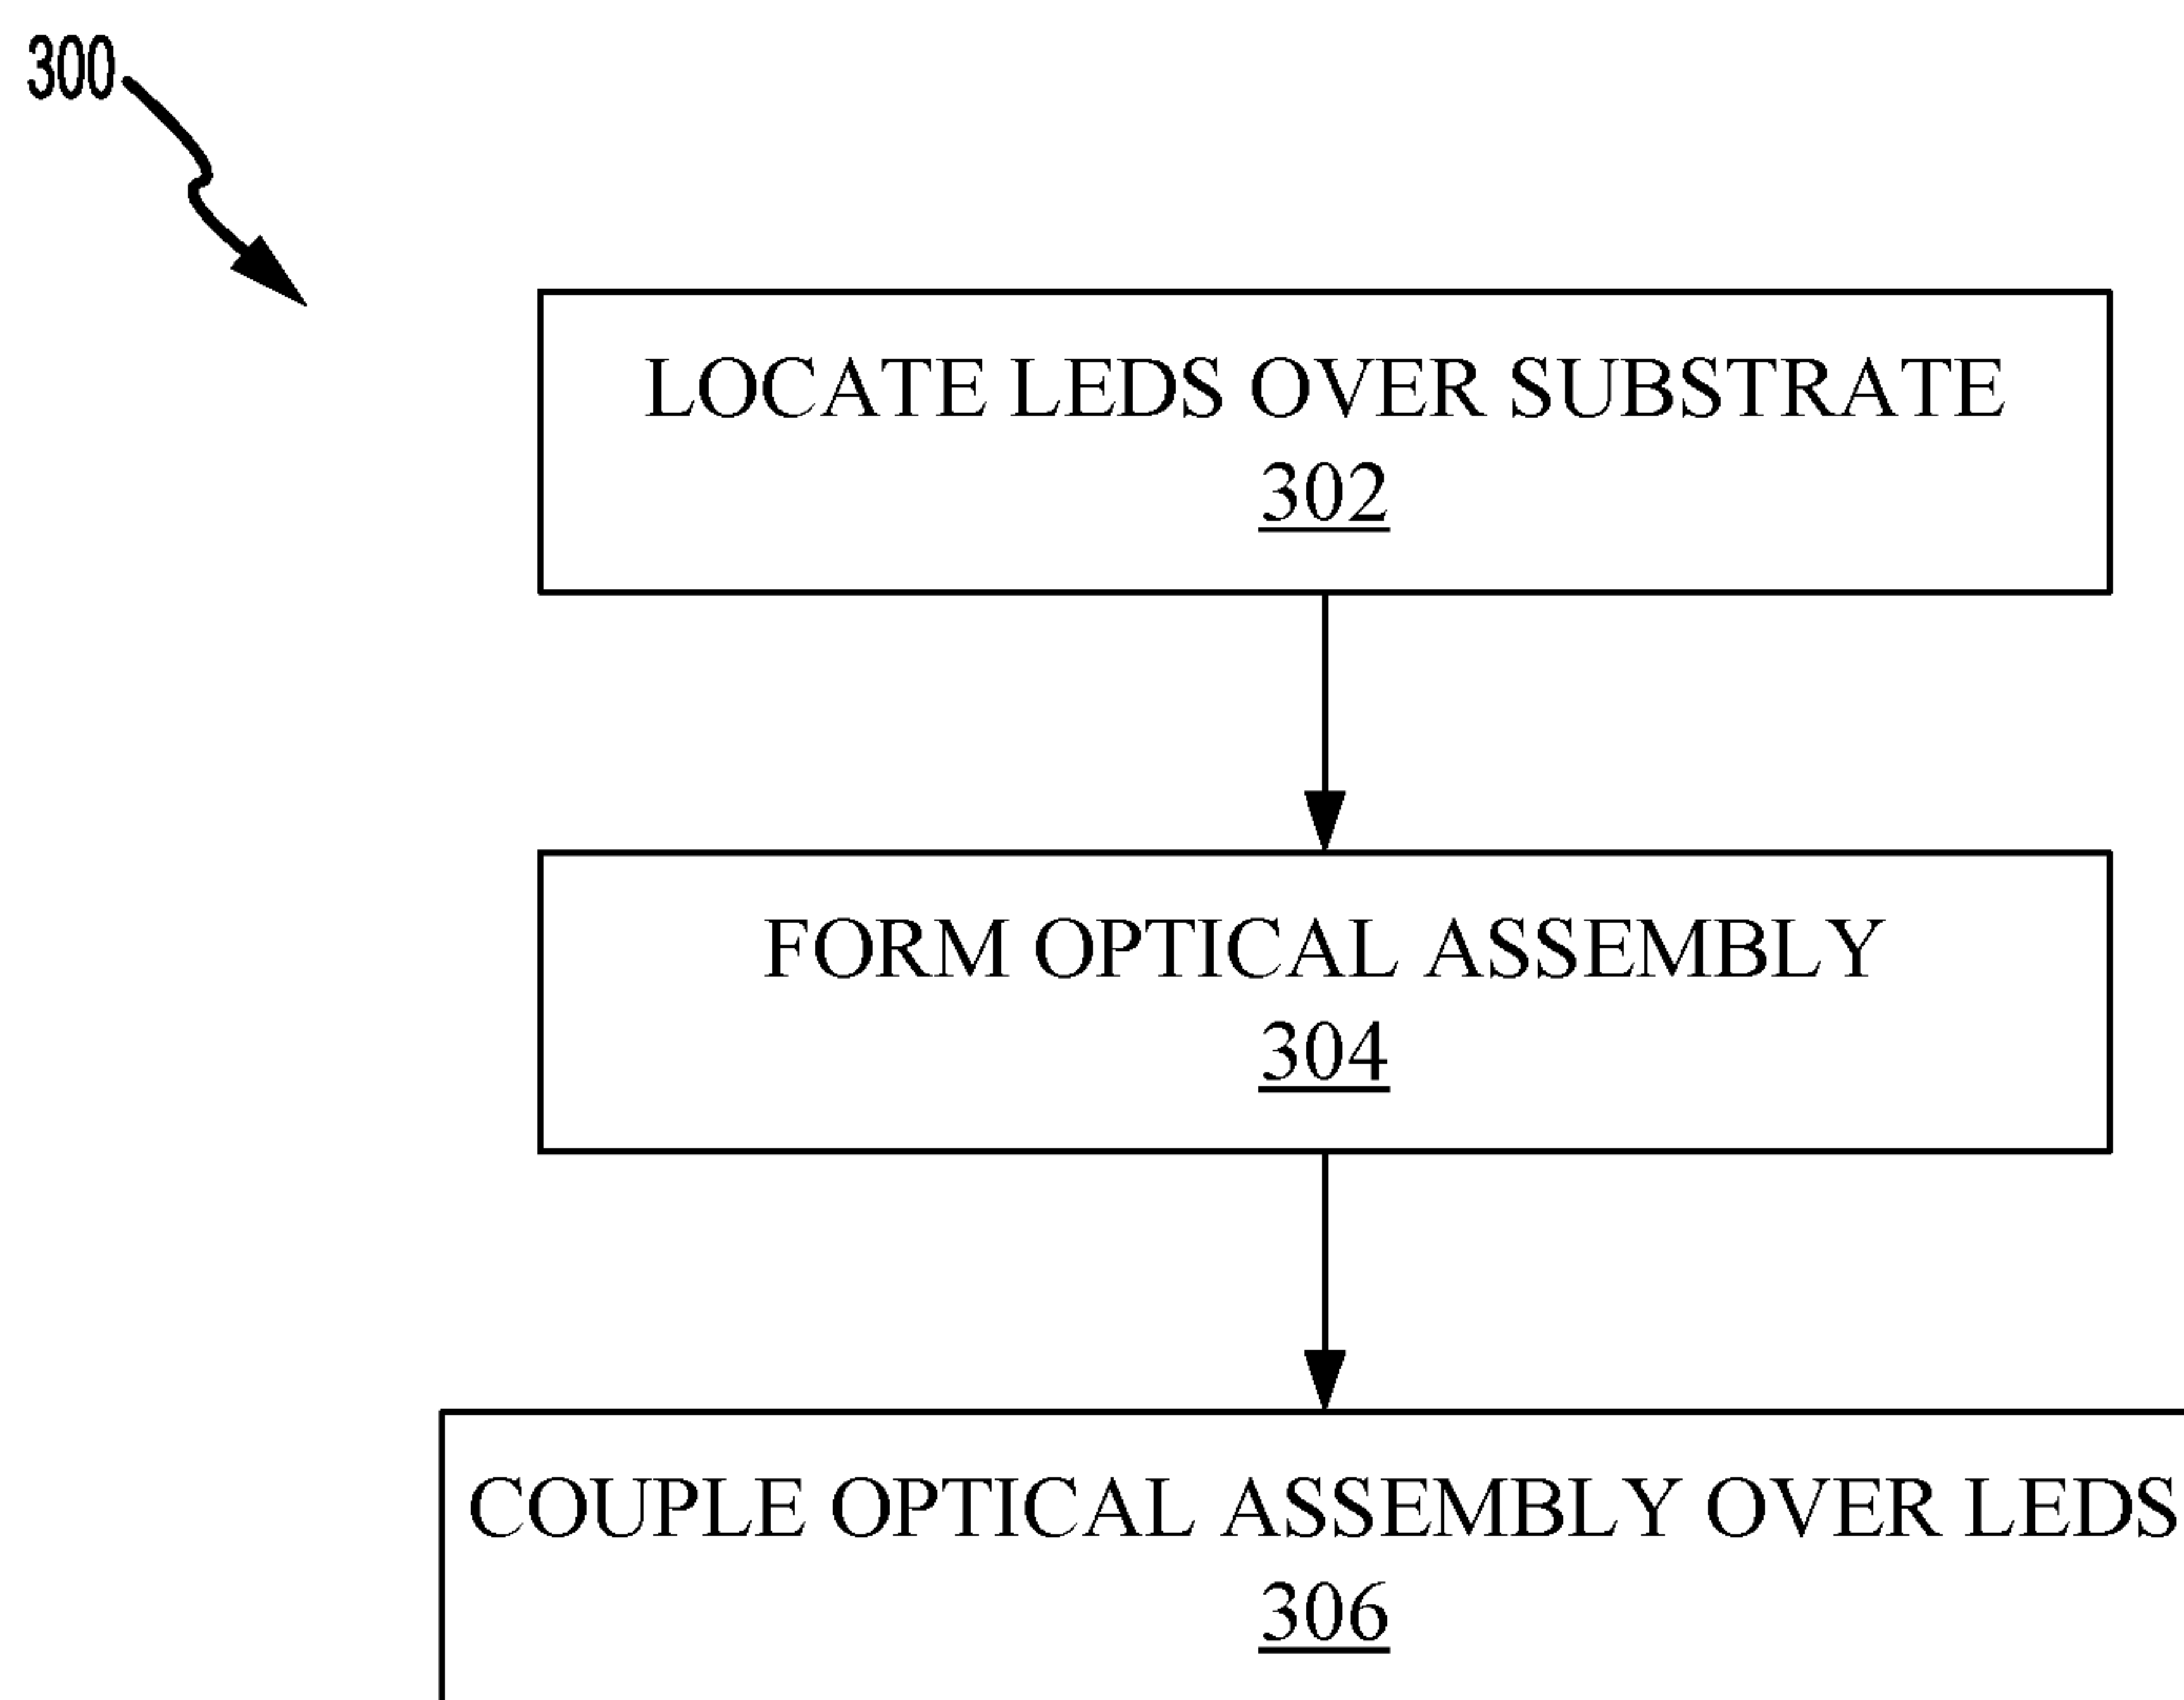 300
LOCATE LEDS OVER SUBSTRATE
302
FORM OPTICAL ASSEMBLY
304
COUPLE OPTICAL ASSEMBLY OVER LEDS
306